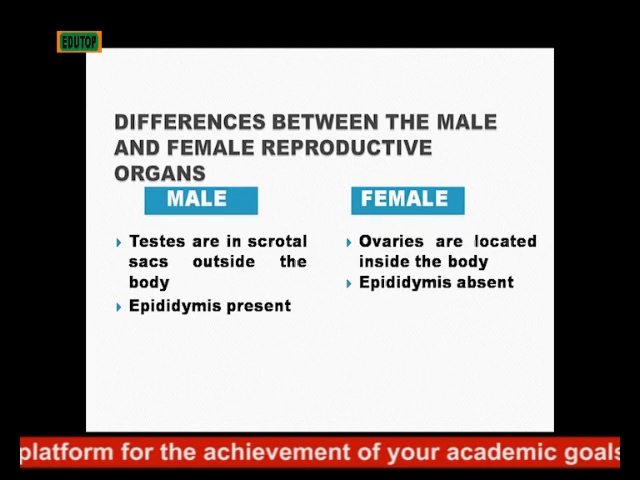 EDUTOP
DIFFERENCES BETWEEN THE MALE
AND FEMALE REPRODUCTIVE
ORGANS
MALE
FEMALE
Testes are in scrotal
sacs outside the
body
Epididymis present
Ovaries are located
inside the body
Epididymis absent
platform for the achievement of your academic goals